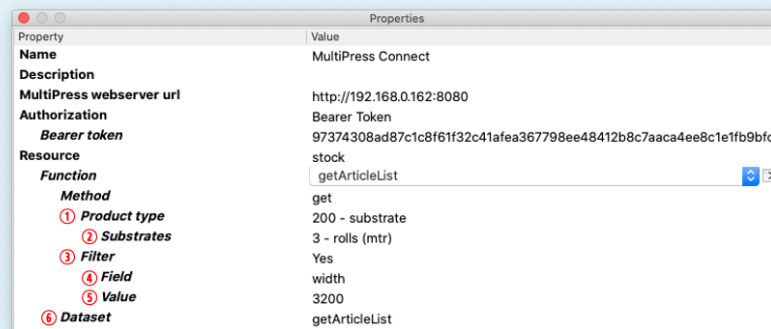 Properties
Property Value
Name MultiPress Connect
Description
MultiPress webserver url http://192.168.0.162:8080
Authorization Bearer Token
Bearer token 97374308ad87c1c8f61f32c41afea367798ee48412b8c7aaca4ee8c1e1fb9bfc
Resource stock
Function getArticleList
Method get
① Product type 200 - substrate
② Substrates 3 - rolls (mtr)
③ Filter Yes
④ Field width
⑤ Value 3200
⑥ Dataset getArticleList